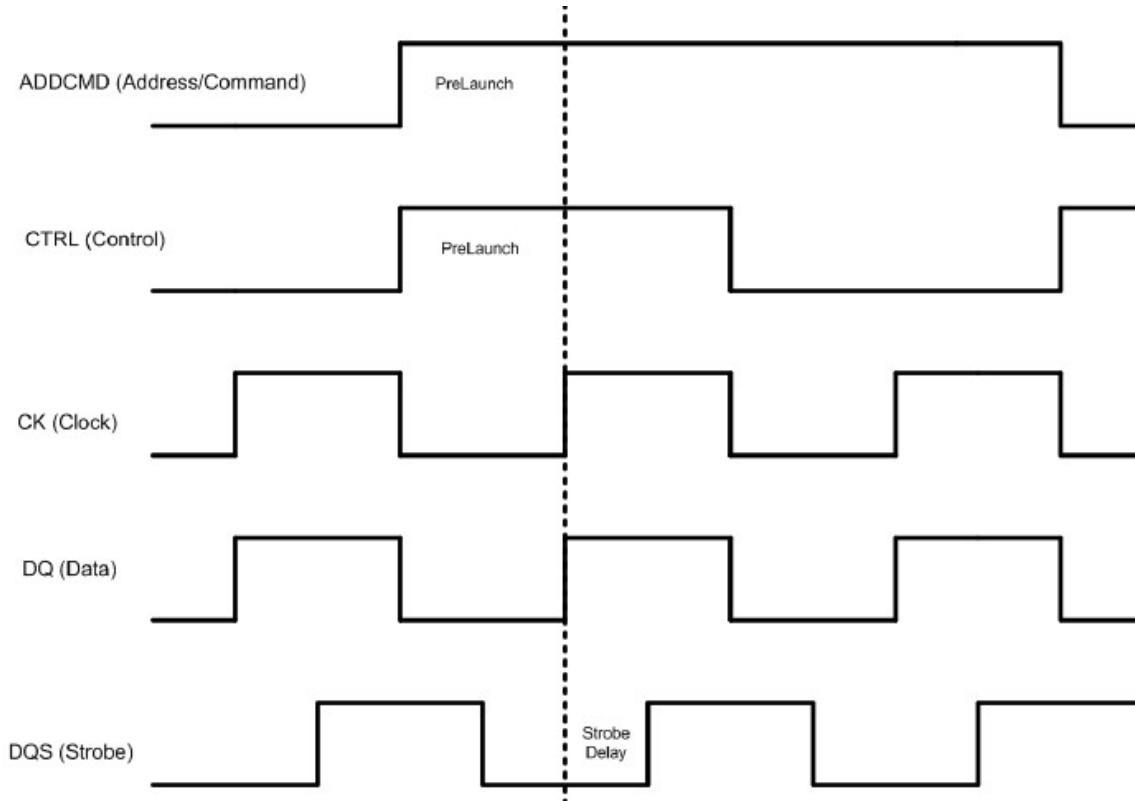 ADDCMD (Address/Command)
PreLaunch
CTRL (Control)
PreLaunch
CK (Clock)
DQ (Data)
DQS (Strobe)
Strobe
Delay